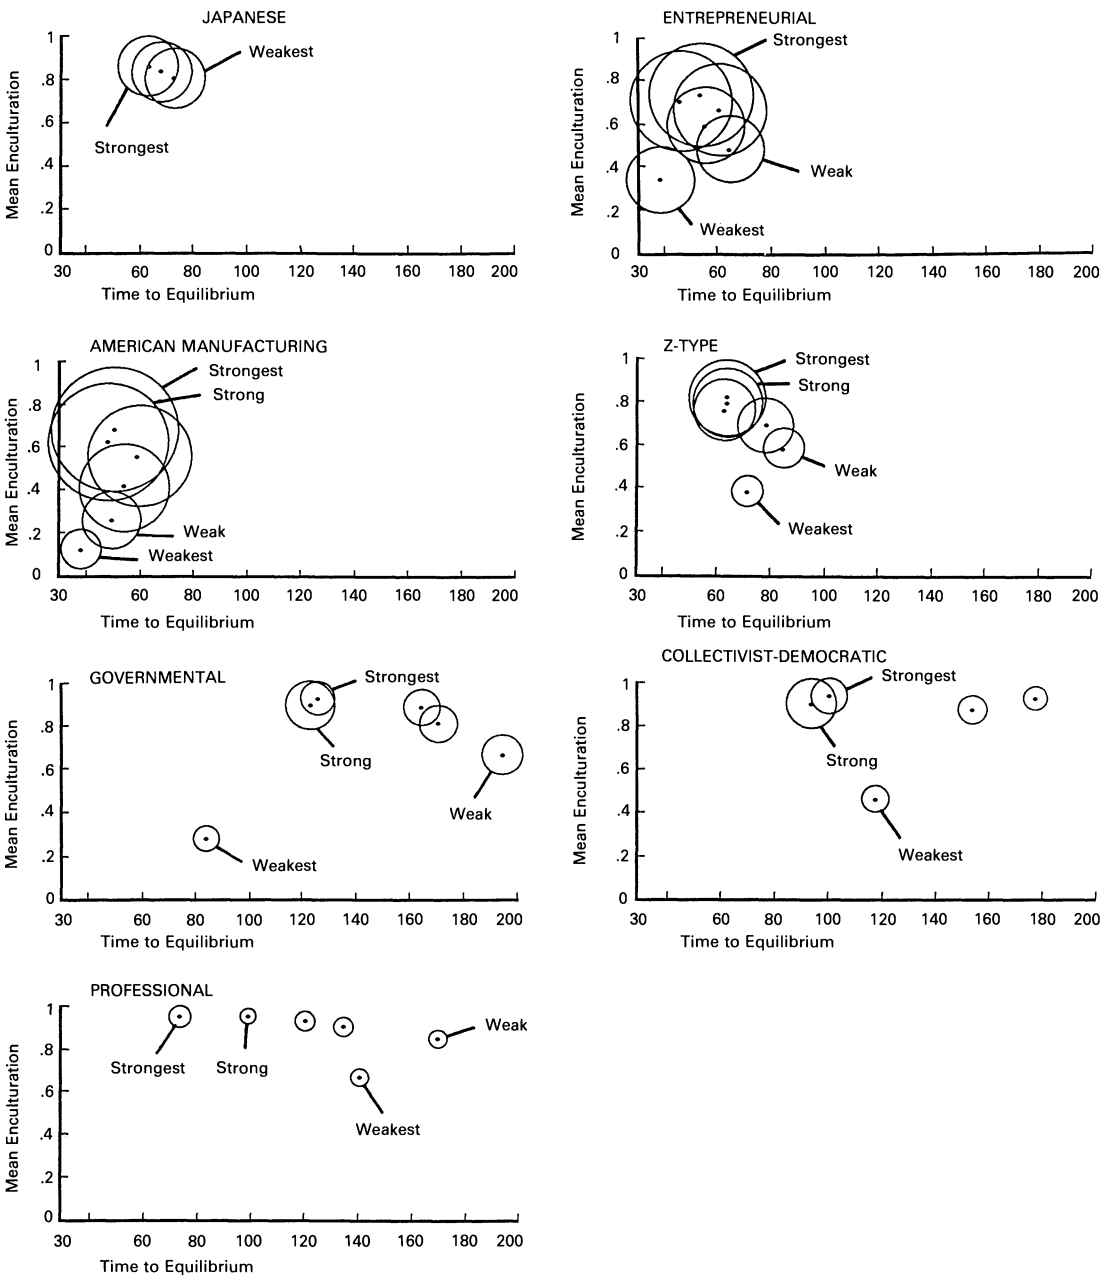 JAPANESE
1
.8
.6
.4
.2
0
Mean Enculturation
Weakest
Strongest
30 60 80 100 120 140 160 180 200
Time to Equilibrium
ENTREPRENEURIAL
1
.8
.6
.4
.2
0
Mean Enculturation
Strongest
Weak
Weakest
30 60 80 100 120 140 160 180 200
Time to Equilibrium
AMERICAN MANUFACTURING
1
.8
.6
.4
.2
0
Mean Enculturation
Strongest
Strong
Weak
Weakest
30 60 80 100 120 140 160 180 200
Time to Equilibrium
Z-TYPE
1
.8
.6
.4
.2
0
Mean Enculturation
Strongest
Strong
Weak
Weakest
30 60 80 100 120 140 160 180 200
Time to Equilibrium
GOVERNMENTAL
1
.8
.6
.4
.2
0
Mean Enculturation
Strongest
Strong
Weak
Weakest
30 60 80 100 120 140 160 180 200
Time to Equilibrium
COLLECTIVIST-DEMOCRATIC
1
.8
.6
.4
.2
0
Mean Enculturation
Strongest
Strong
Weakest
30 60 80 100 120 140 160 180 200
Time to Equilibrium
PROFESSIONAL
1
.8
.6
.4
.2
0
Mean Enculturation
Weak
Strongest
Strong
Weakest
30 60 80 100 120 140 160 180 200
Time to Equilibrium